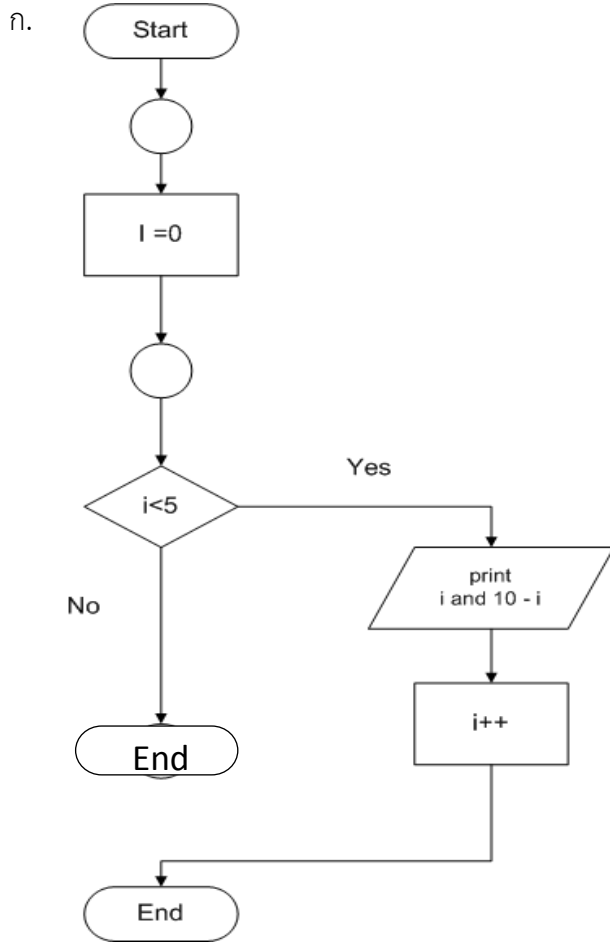 ก.
Start
I =0
i<5
Yes
print
i and 10 - i
No
i++
End
End